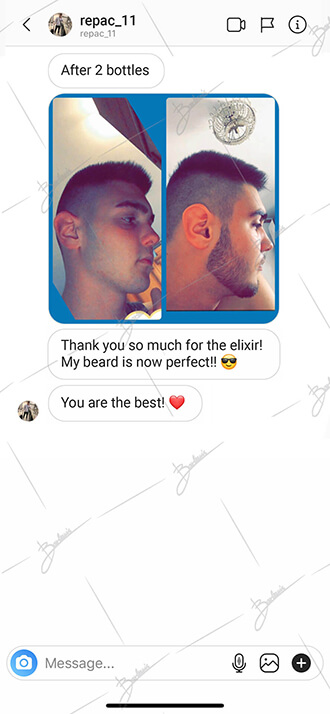 repac_11
repac_11
After 2 bottles
Thank you so much for the elixir!
My beard is now perfect!! 😎
You are the best! ❤️
Message...